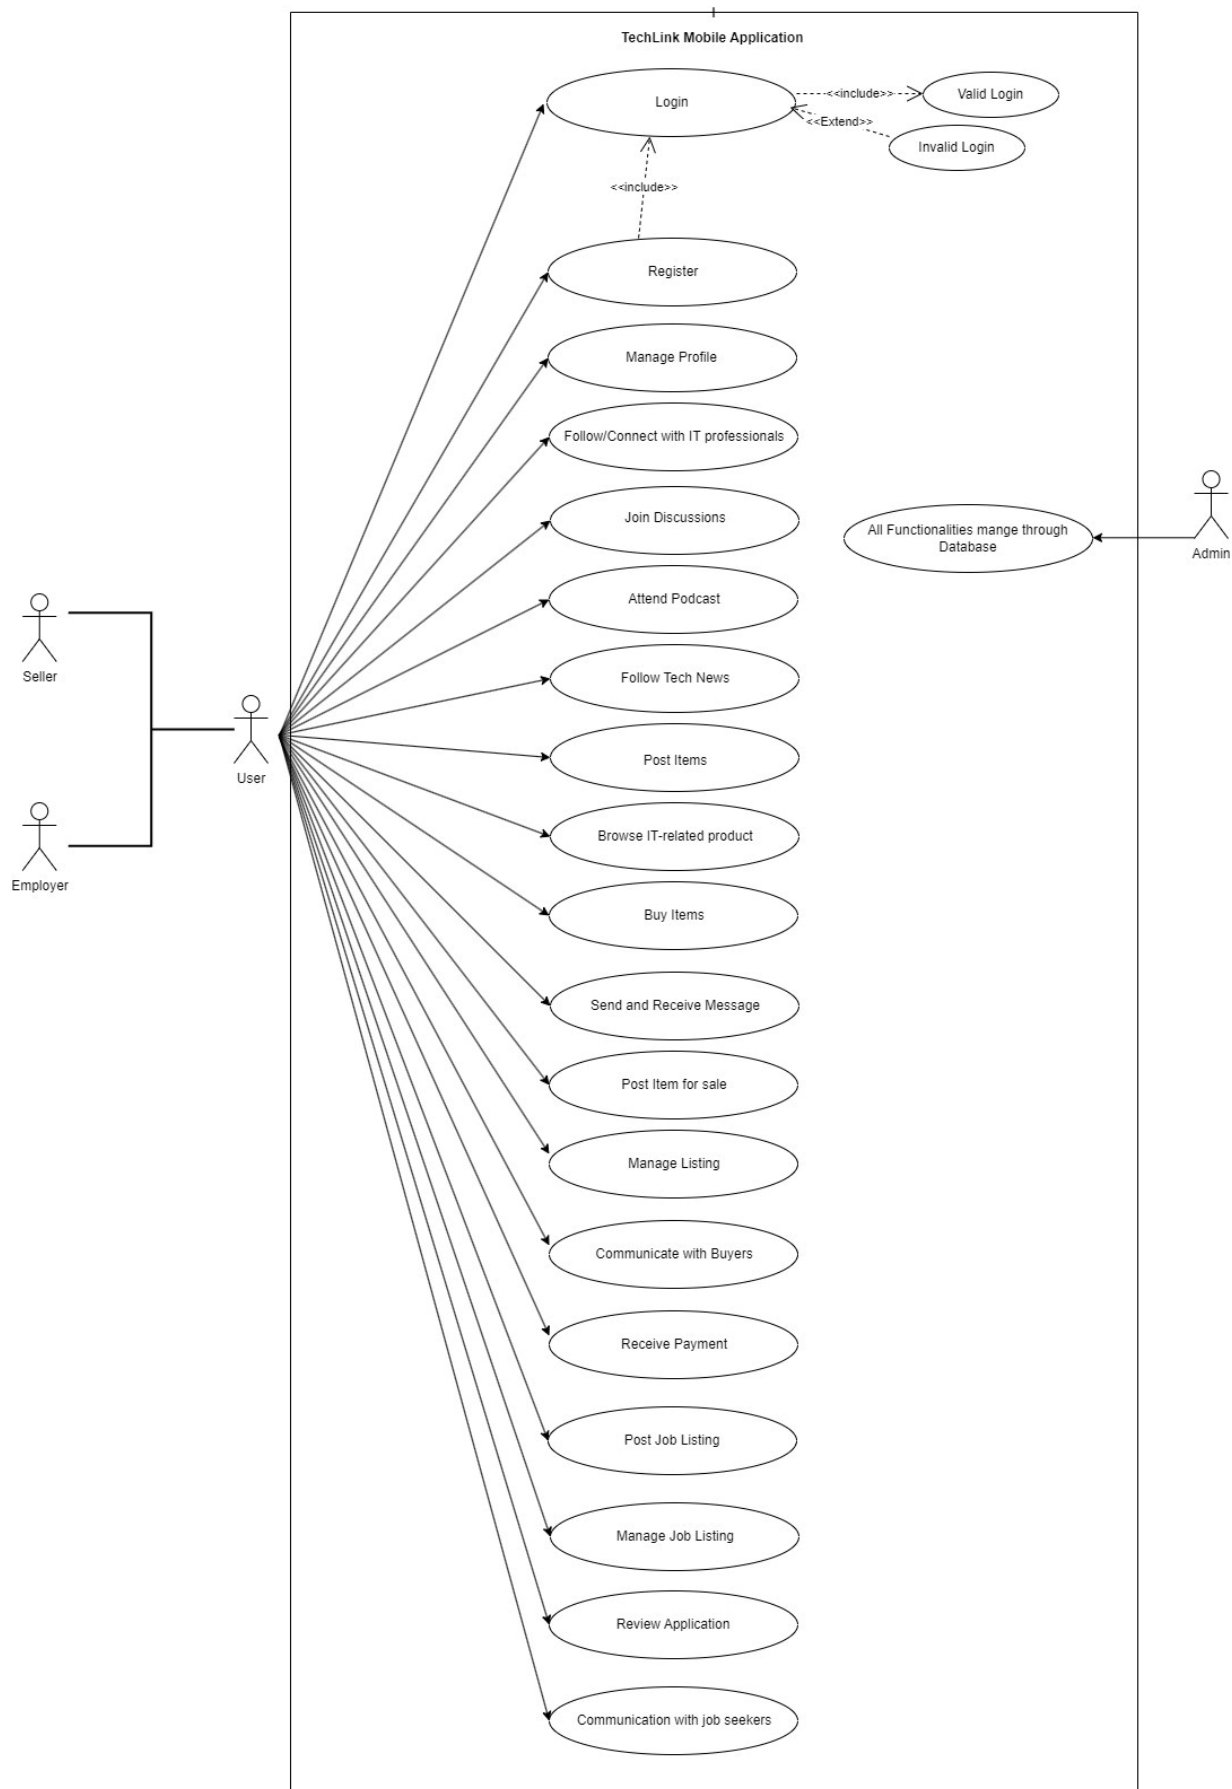 TechLink Mobile Application
Login
<<include>>
Valid Login
<<Extend>>
Invalid Login
<<include>>
Register
Manage Profile
Follow/Connect with IT professionals
Join Discussions
All Functionalities mange through
Database
Admin
Attend Podcast
Seller
Follow Tech News
User
Post Items
Browse IT-related product
Employer
Buy Items
Send and Receive Message
Post Item for sale
Manage Listing
Communicate with Buyers
Receive Payment
Post Job Listing
Manage Job Listing
Review Application
Communication with job seekers